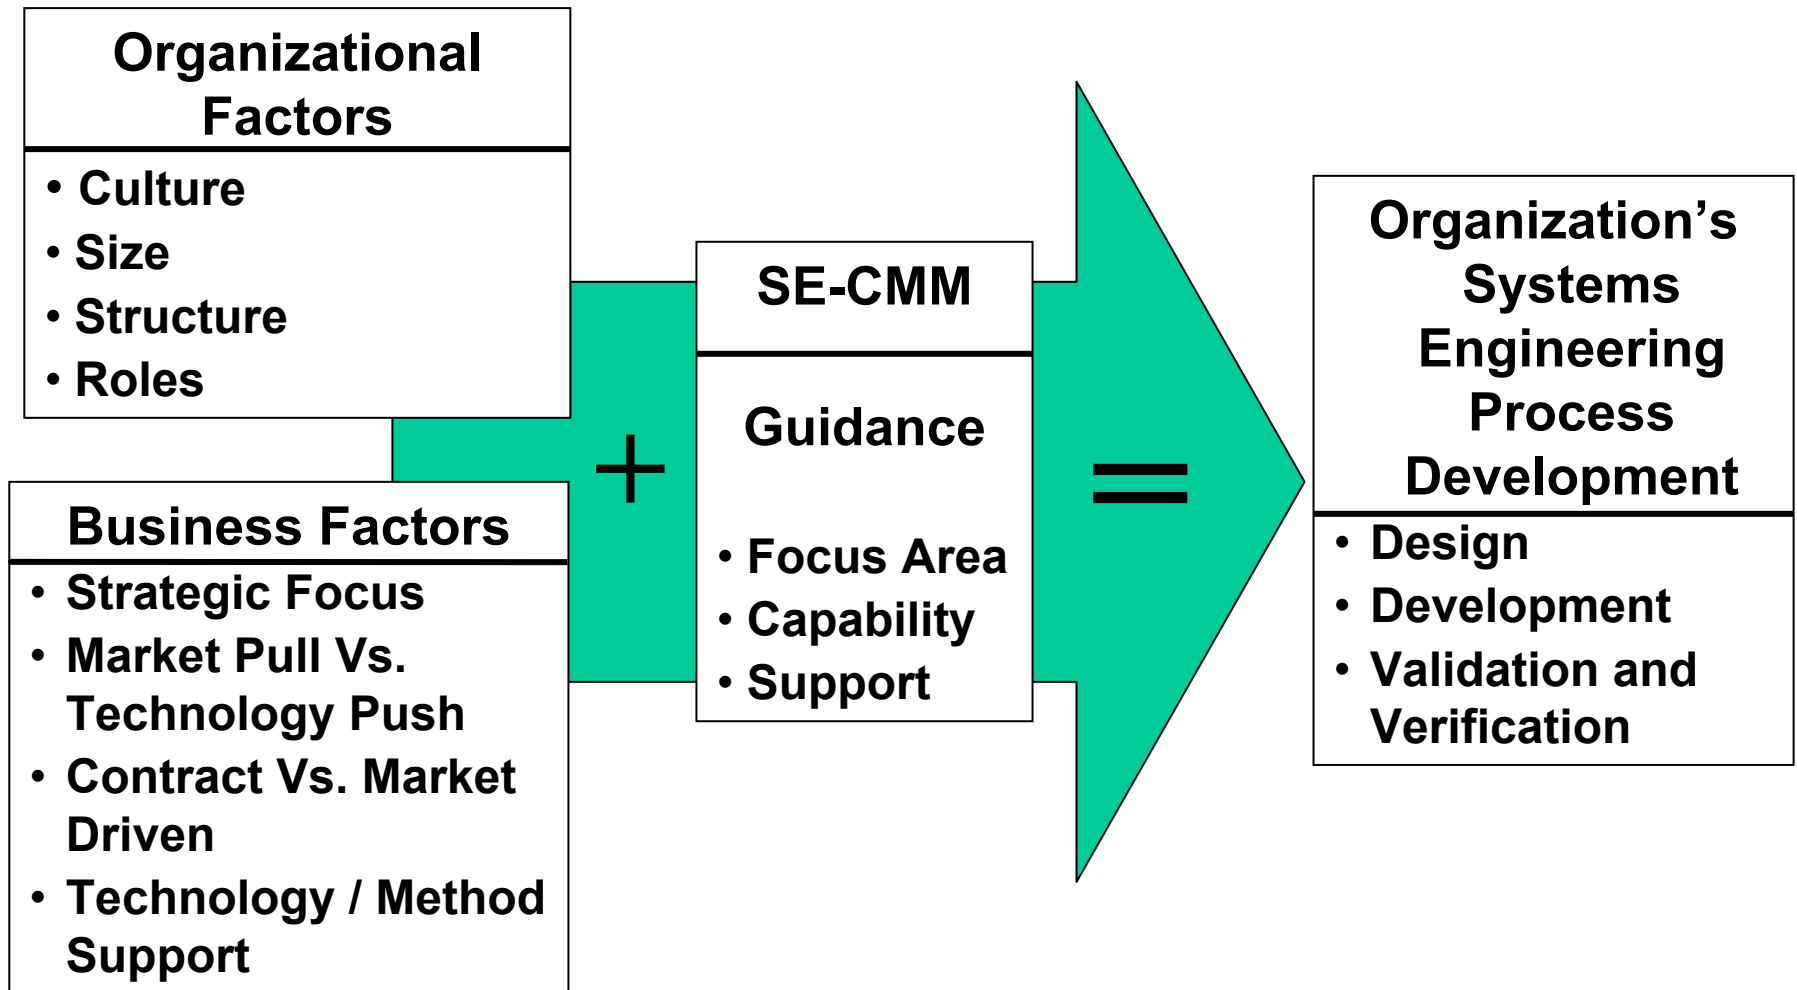 Organizational
Factors
• Culture
• Size
• Structure
• Roles
Business Factors
• Strategic Focus
• Market Pull Vs.
Technology Push
• Contract Vs. Market
Driven
• Technology / Method
Support
+
SE-CMM
Guidance
• Focus Area
• Capability
• Support
=
Organization’s
Systems
Engineering
Process
Development
• Design
• Development
• Validation and
Verification